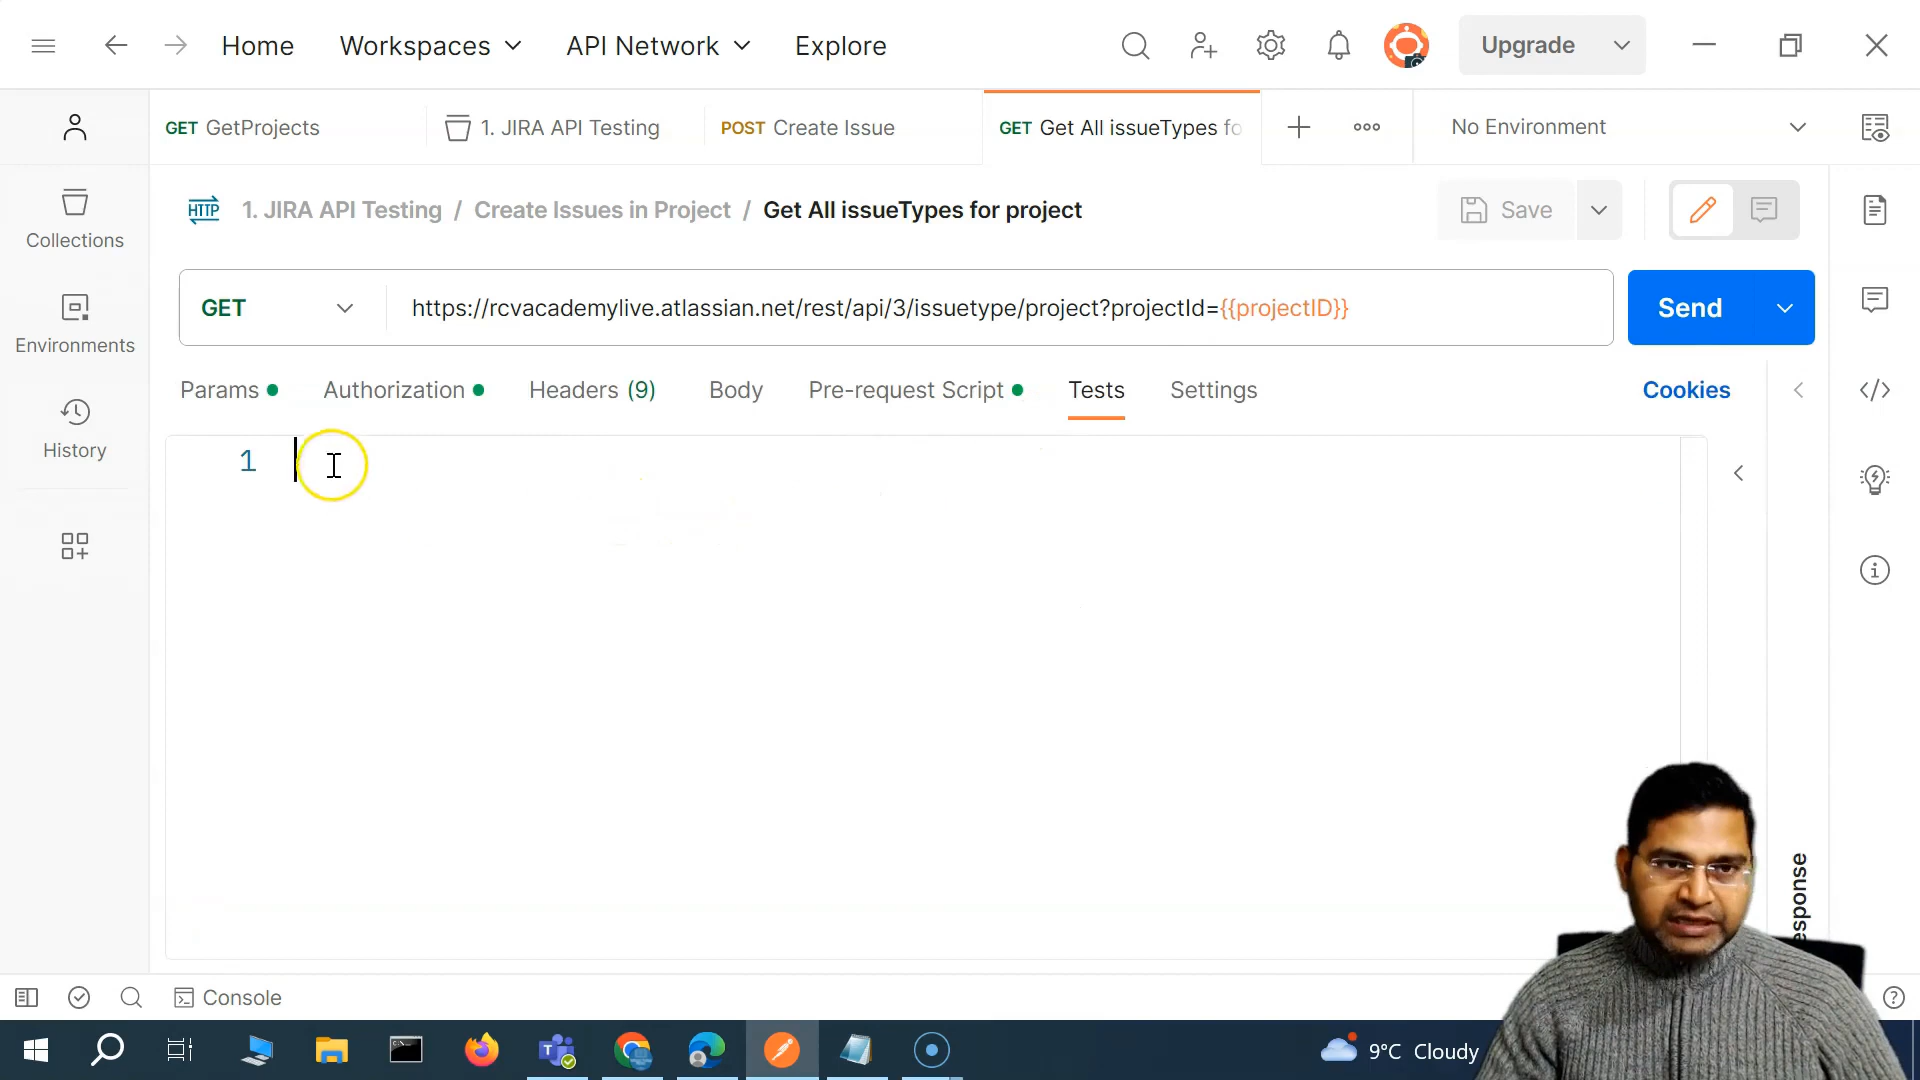 Home Workspaces API Network Explore Upgrade
GET GetProjects 1. JIRA API Testing POST Create Issue GET Get All issueTypes fo No Environment
HTTP 1. JIRA API Testing / Create Issues in Project / Get All issueTypes for project Save
GET https://rcvacademylive.atlassian.net/rest/api/3/issuetype/project?projectId={{projectID}} Send
Params Authorization Headers (9) Body Pre-request Script Tests Settings Cookies
Collections
Environments
History
1
esponse
Console
9°C Cloudy